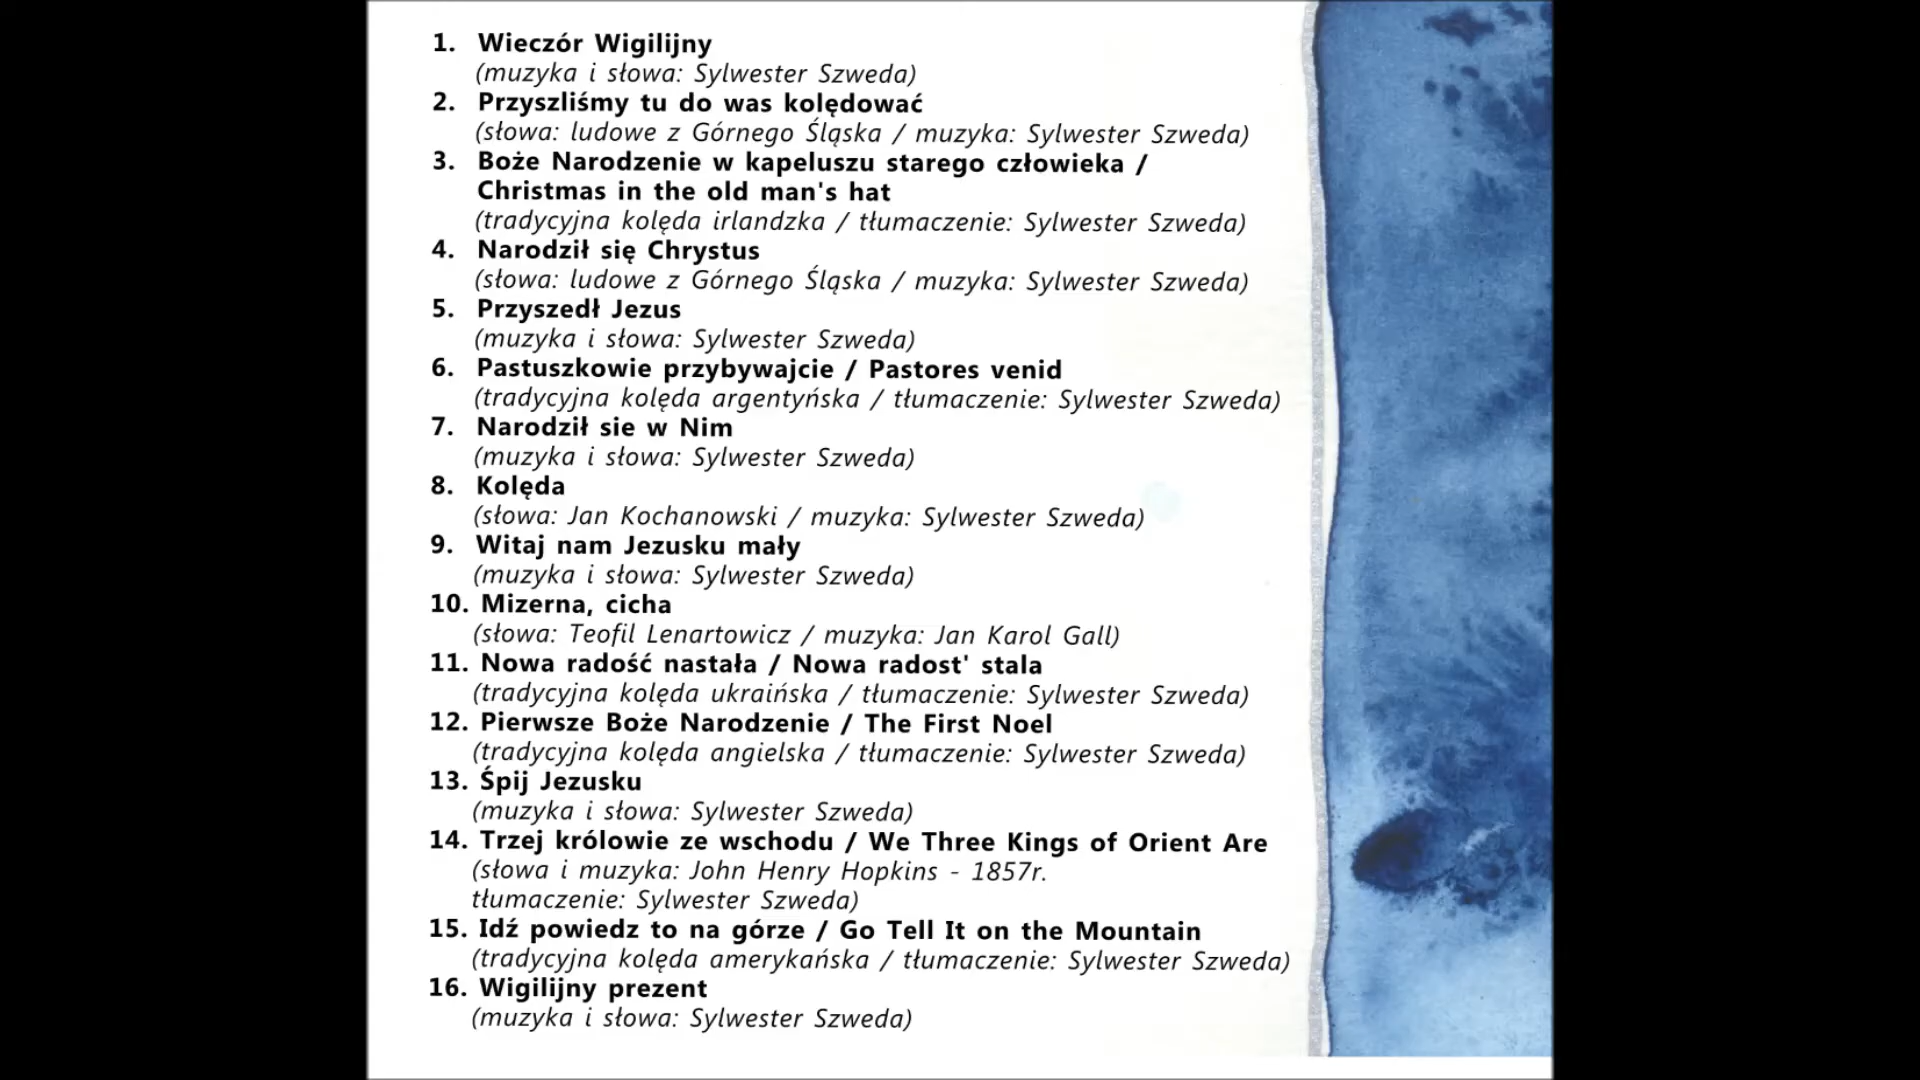 1. Wieczór Wigilijny
(muzyka i słowa: Sylwester Szweda)
2. Przyszliśmy tu do was kolędować
(słowa: ludowe z Górnego Śląska / muzyka: Sylwester Szweda)
3. Boże Narodzenie w kapeluszu starego człowieka /
Christmas in the old man's hat
(tradycyjna kolęda irlandzka / tłumaczenie: Sylwester Szweda)
4. Narodził się Chrystus
(słowa: ludowe z Górnego Śląska / muzyka: Sylwester Szweda)
5. Przyszedł Jezus
(muzyka i słowa: Sylwester Szweda)
6. Pastuszkowie przybywajcie / Pastores venid
(tradycyjna kolęda argentyńska / tłumaczenie: Sylwester Szweda)
7. Narodził sie w Nim
(muzyka i słowa: Sylwester Szweda)
8. Kolęda
(słowa: Jan Kochanowski / muzyka: Sylwester Szweda)
9. Witaj nam Jezusku mały
(muzyka i słowa: Sylwester Szweda)
10. Mizerna, cicha
(słowa: Teofil Lenartowicz / muzyka: Jan Karol Gall)
11. Nowa radość nastała / Nowa radost' stala
(tradycyjna kolęda ukraińska / tłumaczenie: Sylwester Szweda)
12. Pierwsze Boże Narodzenie / The First Noel
(tradycyjna kolęda angielska / tłumaczenie: Sylwester Szweda)
13. Śpij Jezusku
(muzyka i słowa: Sylwester Szweda)
14. Trzej królowie ze wschodu / We Three Kings of Orient Are
(słowa i muzyka: John Henry Hopkins - 1857r.
tłumaczenie: Sylwester Szweda)
15. Idź powiedz to na górze / Go Tell It on the Mountain
(tradycyjna kolęda amerykańska / tłumaczenie: Sylwester Szweda)
16. Wigilijny prezent
(muzyka i słowa: Sylwester Szweda)